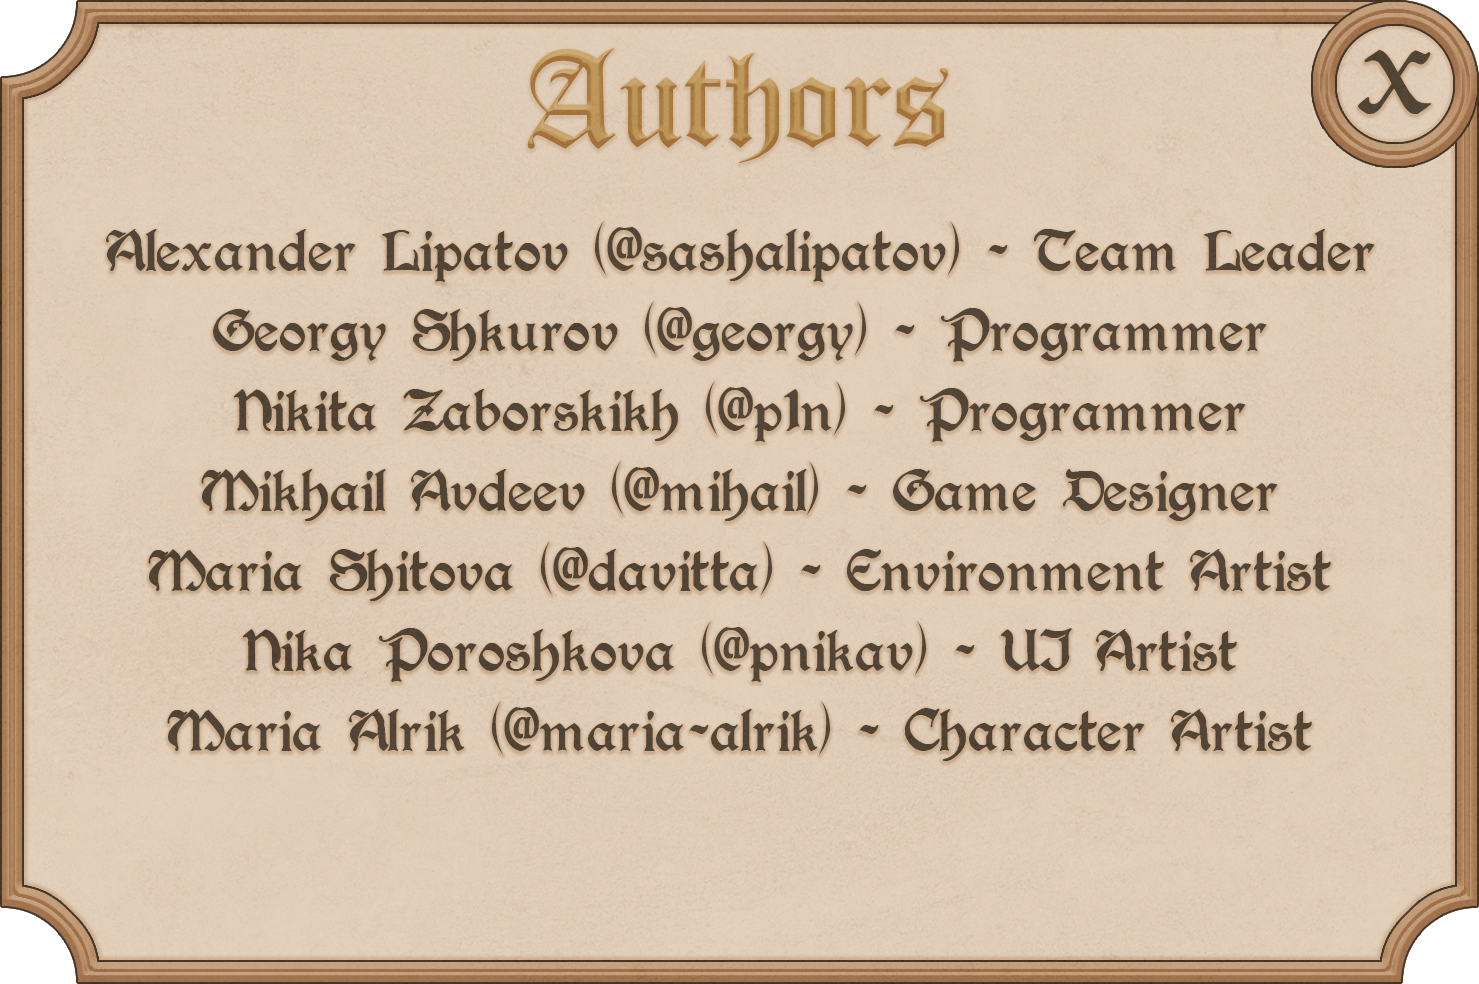 Authors
X
Alexander Lipatov (@sashalipatov) - Team Leader
Georgy Shkurov (@georgy) - Programmer
Nikita Zaborskikh (@p1n) - Programmer
Mikhail Avdeev (@mihail) - Game Designer
Maria Shitova (@davitta) - Environment Artist
Nika Poroshkova (@pnikav) - UI Artist
Maria Alrik (@maria-alrik) - Character Artist